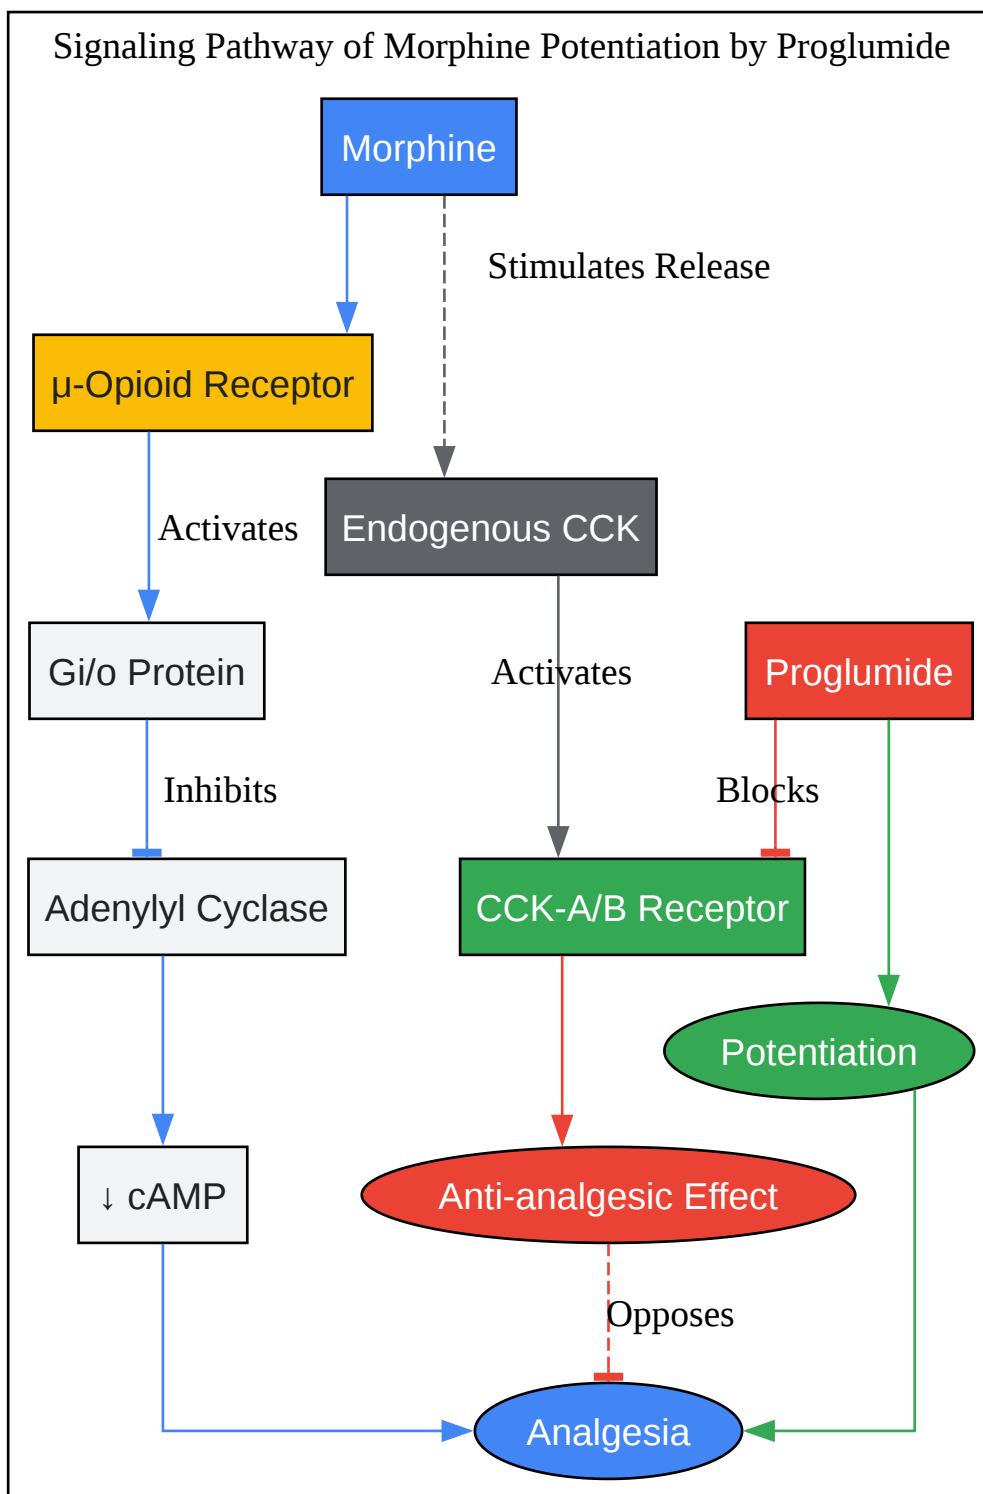 Signaling Pathway of Morphine Potentiation by Proglumide
Morphine
Stimulates Release
μ-Opioid Receptor
Endogenous CCK
Activates
Gi/o Protein
Activates
Proglumide
Inhibits
Blocks
Adenylyl Cyclase
CCK-A/B Receptor
Potentiation
↓ cAMP
Anti-analgesic Effect
Opposes
Analgesia